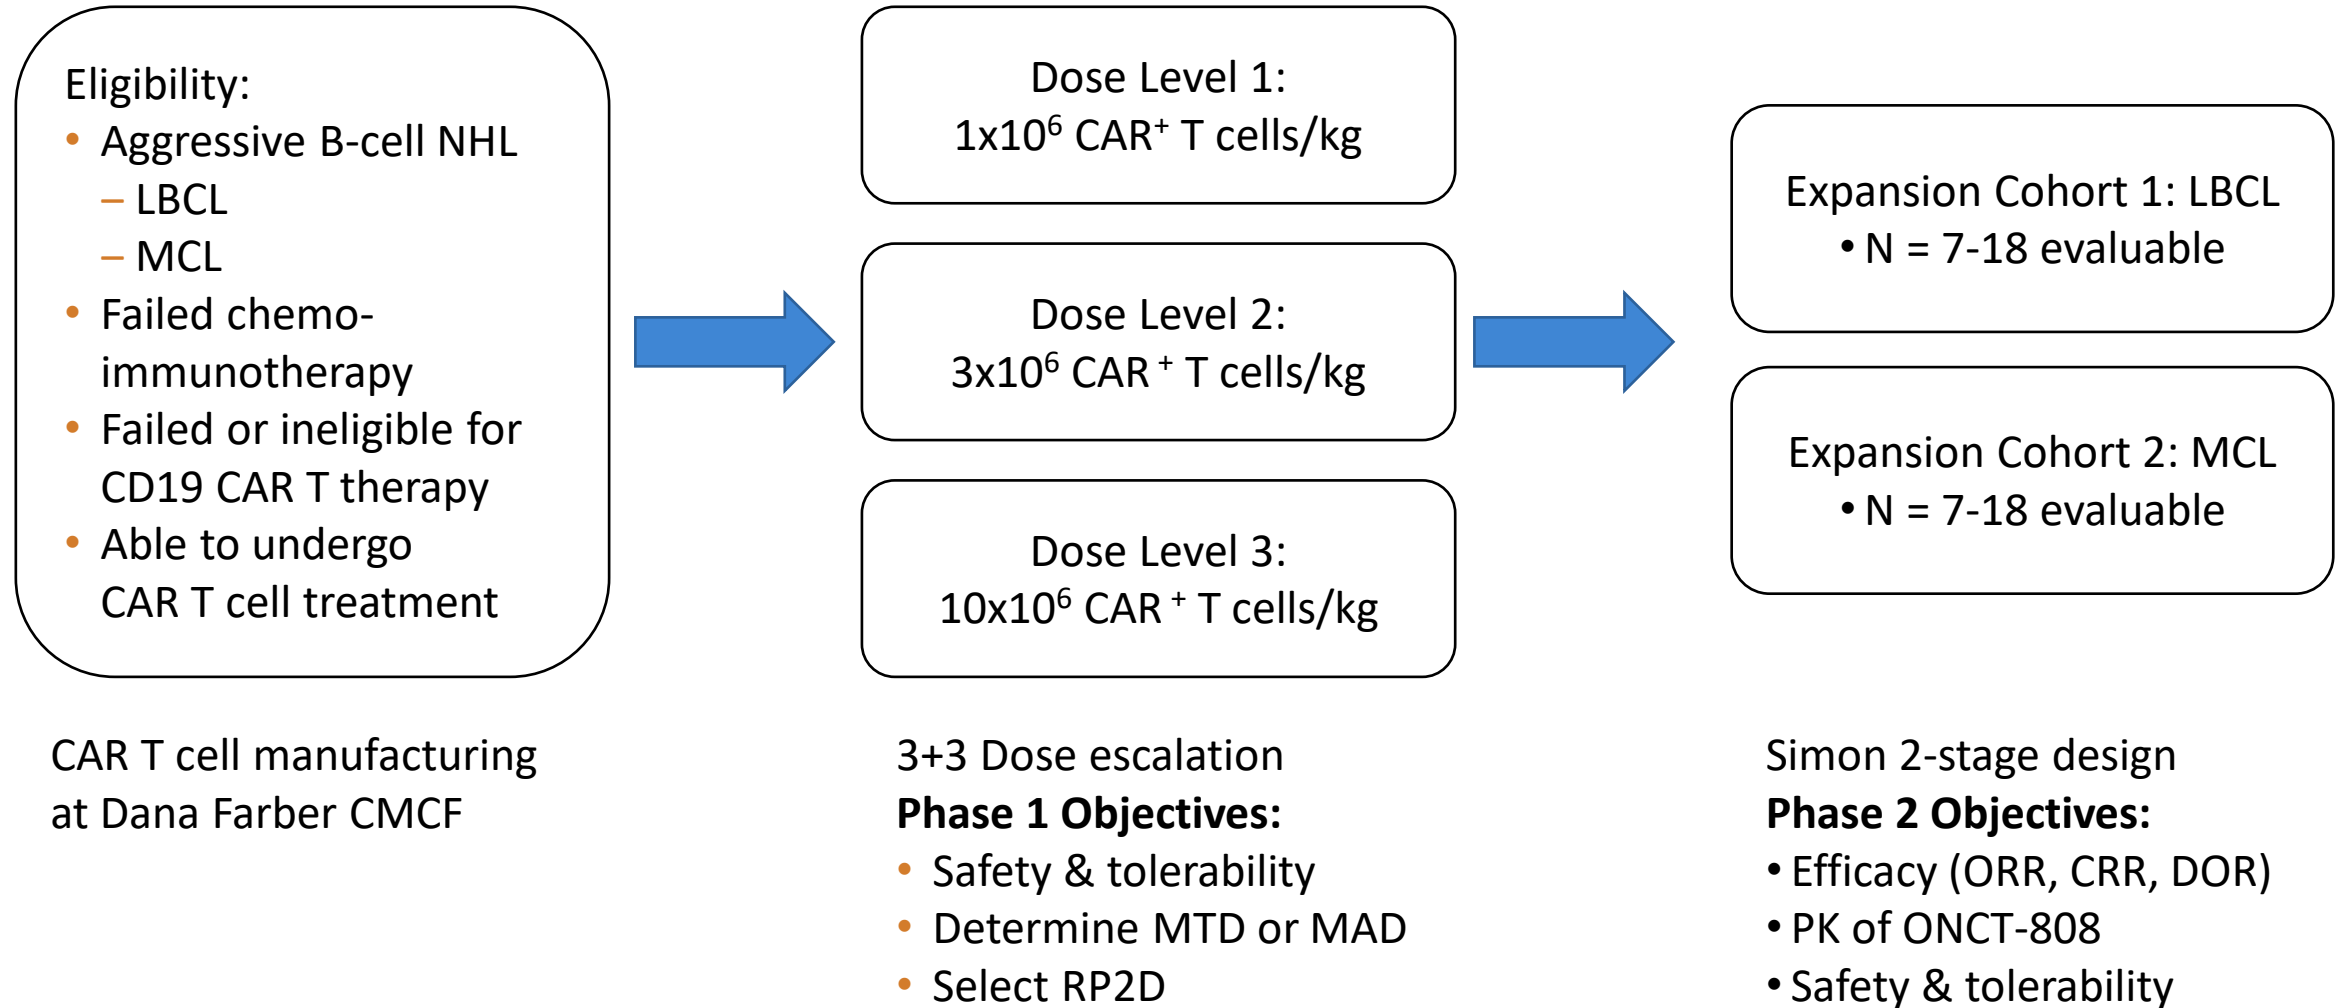 Eligibility:
• Aggressive B-cell NHL
– LBCL
– MCL
• Failed chemo-
immunotherapy
• Failed or ineligible for
CD19 CAR T therapy
• Able to undergo
CAR T cell treatment
CAR T cell manufacturing
at Dana Farber CMCF
Dose Level 1:
1x10⁶ CAR⁺ T cells/kg
Dose Level 2:
3x10⁶ CAR ⁺ T cells/kg
Dose Level 3:
10x10⁶ CAR ⁺ T cells/kg
3+3 Dose escalation
Phase 1 Objectives:
• Safety & tolerability
• Determine MTD or MAD
• Select RP2D
Expansion Cohort 1: LBCL
• N = 7-18 evaluable
Expansion Cohort 2: MCL
• N = 7-18 evaluable
Simon 2-stage design
Phase 2 Objectives:
• Efficacy (ORR, CRR, DOR)
• PK of ONCT-808
• Safety & tolerability